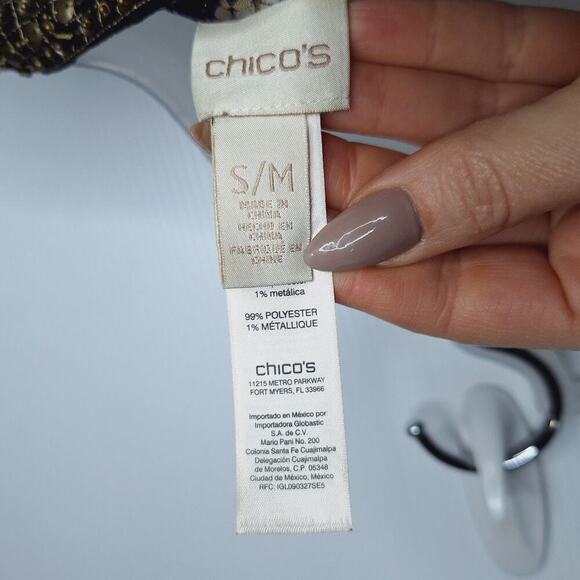 chico's
S/M
MADE IN
CHINA
HECHO EN
CHINA
FABRIQUE EN
CHINE
1% metálica
99% POLYESTER
1% MÉTALLIQUE
chico's
11215 METRO PARKWAY
FORT MYERS, FL 33966
Importado en México por:
Importadora Globastic
S.A. de C.V.
Mario Pani No. 200
Colonia Santa Fe Cuajimalpa
Delegación Cuajimalpa
de Morelos, C.P. 05348
Ciudad de México, México
RFC: IGL090327SE5